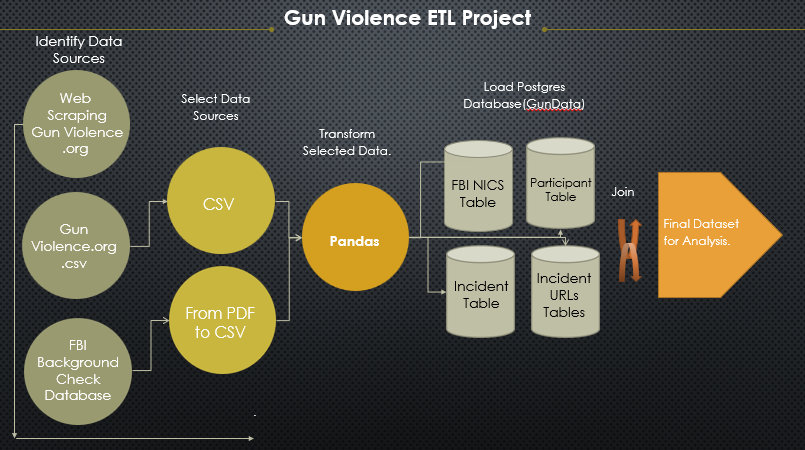 Gun Violence ETL Project
Identify Data
Sources
Web
Scraping
Gun Violence
.org
Gun
Violence.org
.csv
FBI
Background
Check
Database
Select Data
Sources
CSV
From PDF
to CSV
Transform
Selected Data.
Pandas
Load Postgres
Database(GunData)
FBI NICS
Table
Participant
Table
Incident
Table
Incident
URLs
Tables
Join
Final Dataset
for Analysis.